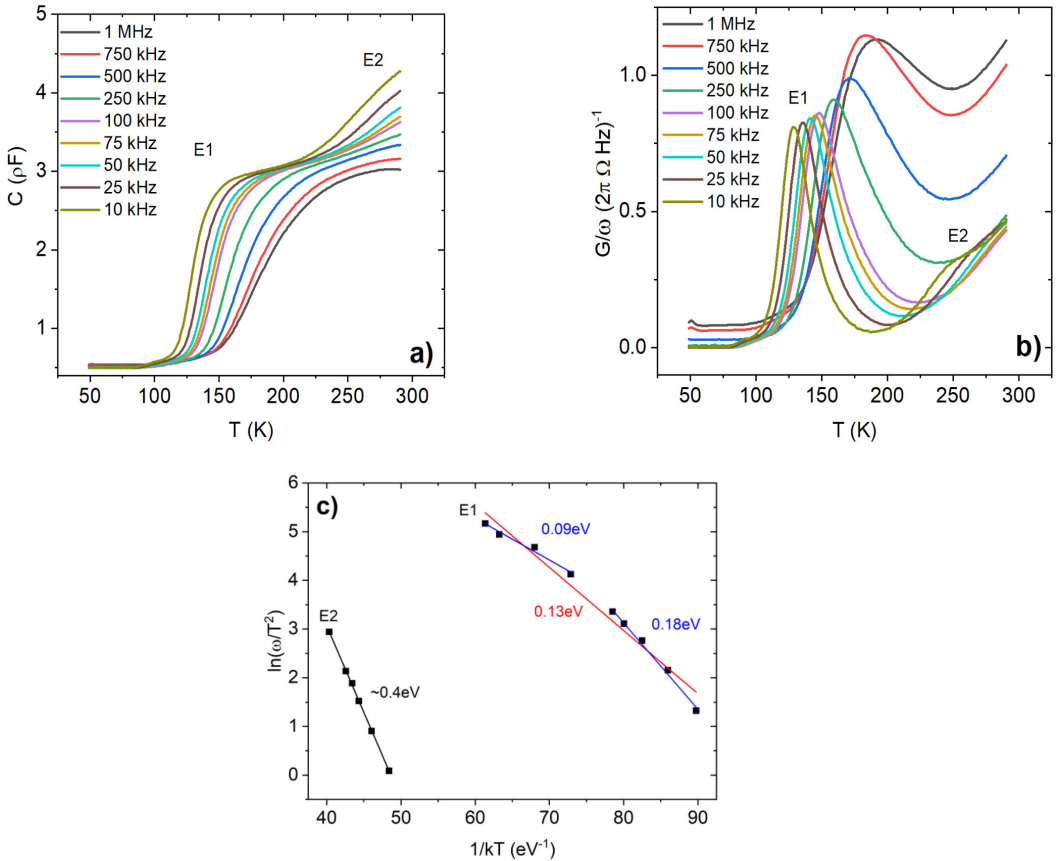 5
4
3
2
1
C (ρF)
1 MHz
750 kHz
500 kHz
250 kHz
100 kHz
75 kHz
50 kHz
25 kHz
10 kHz
E1
E2
a)
50 100 150 200 250 300
T (K)
1.0
0.5
0.0
G/ω (2π Ω Hz)⁻¹
1 MHz
750 kHz
500 kHz
250 kHz
100 kHz
75 kHz
50 kHz
25 kHz
10 kHz
E1
E2
b)
50 100 150 200 250 300
T (K)
6
5
4
3
2
1
0
ln(ω/T²)
c)
E1
0.09eV
0.13eV
0.18eV
E2
~0.4eV
40 50 60 70 80 90
1/kT (eV⁻¹)